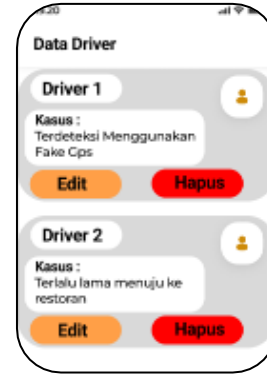 Data Driver
Driver 1
Kasus :
Terdeteksi Menggunakan
Fake Gps
Edit
Hapus
Driver 2
Kasus :
Terlalu lama menuju ke
restoran
Edit
Hapus